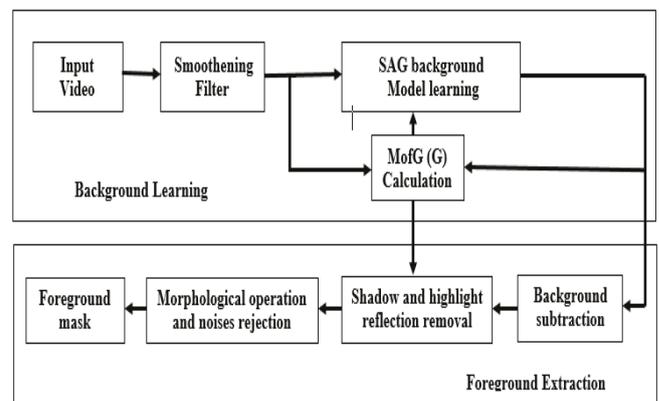 Input
Video
Smoothening
Filter
SAG background
Model learning
MofG (G)
Calculation
Background Learning
Foreground
mask
Morphological operation
and noises rejection
Shadow and highlight
reflection removal
Background
subtraction
Foreground Extraction